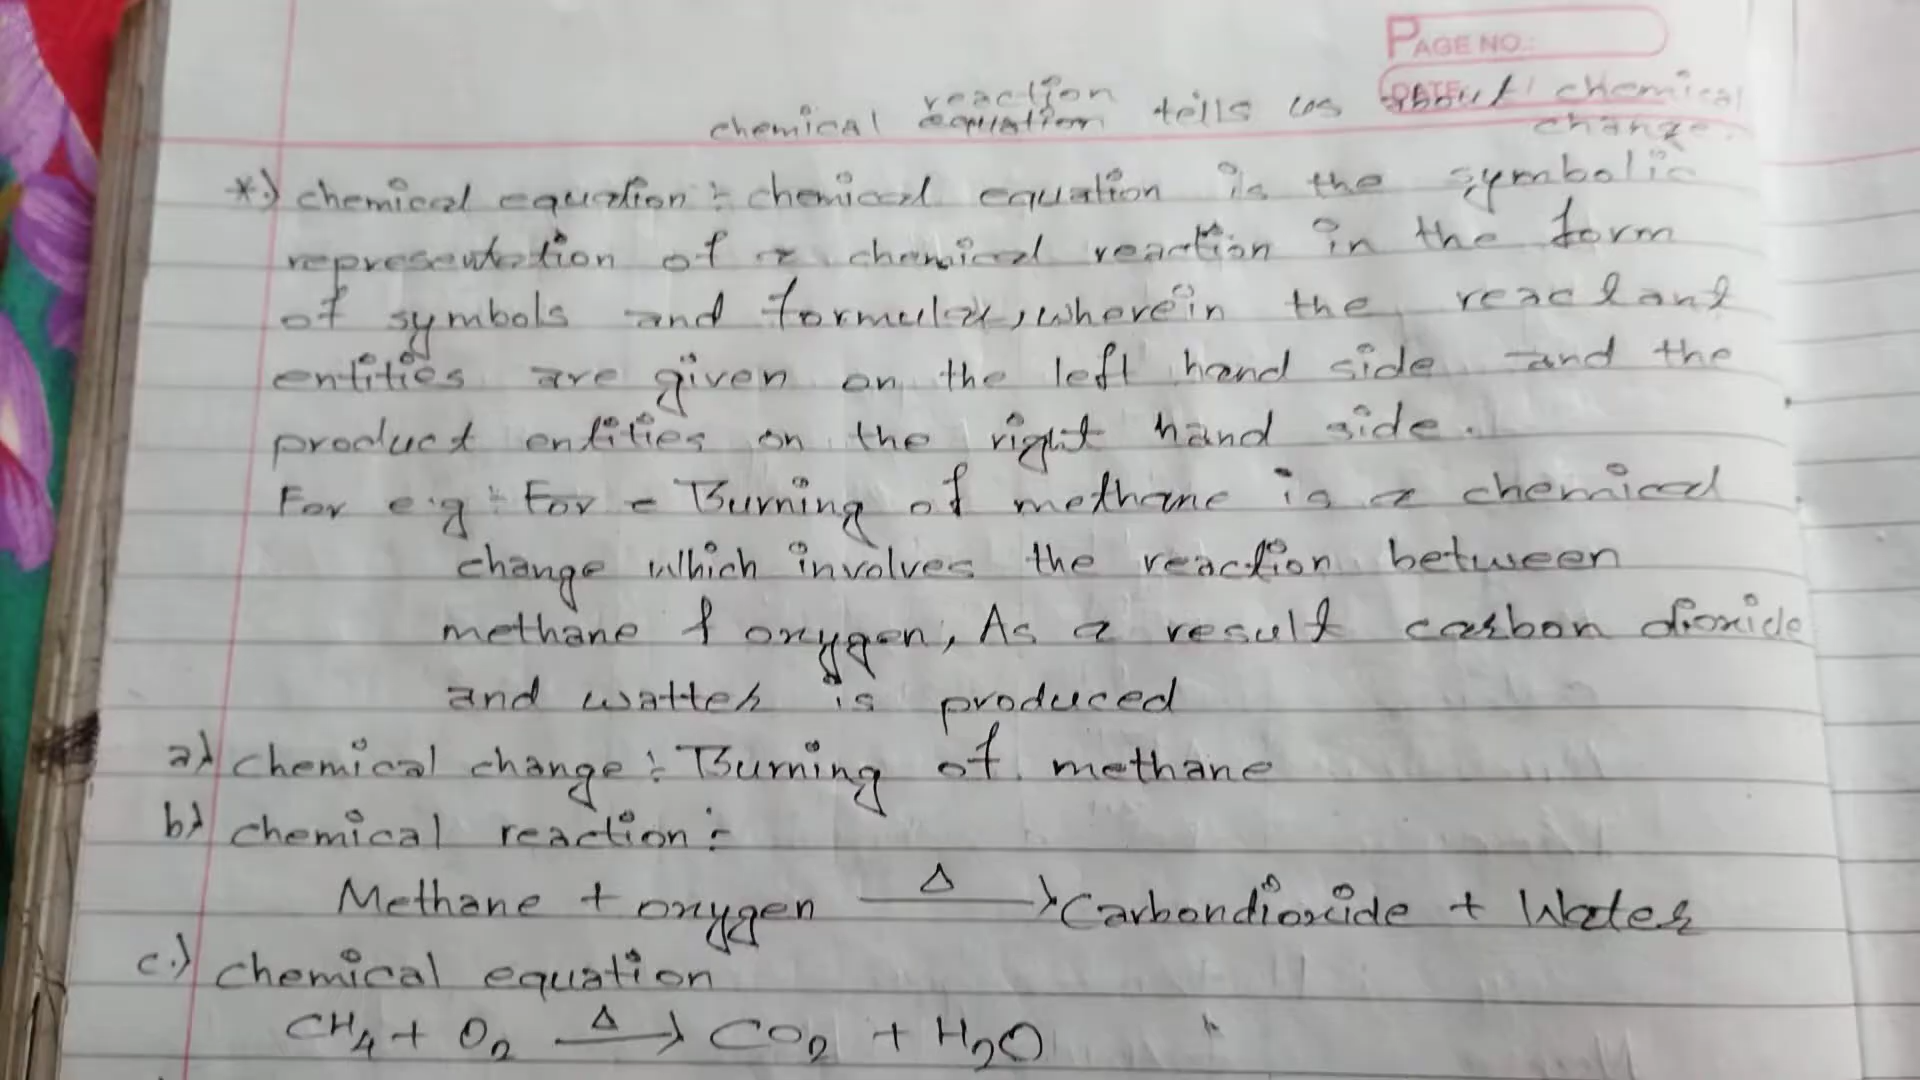 PAGE NO.:
DATE
reaction
chemical equation tells us about chemical
change.
*) chemical equation :- chemical equation is the symbolic
representation of a chemical reaction in the form
of symbols and formula, wherein the reactant
entities are given on the left hand side and the
product entities on the right hand side.
For e.g :- For - Burning of methane is a chemical
change which involves the reaction between
methane & oxygen, As a result carbon dioxide
and watter is produced
a) chemical change :- Burning of methane
b) chemical reaction :-
Methane + oxygen —Δ→ Carbondioxide + Water
c.) chemical equation
CH₄ + O₂ —Δ→ CO₂ + H₂O